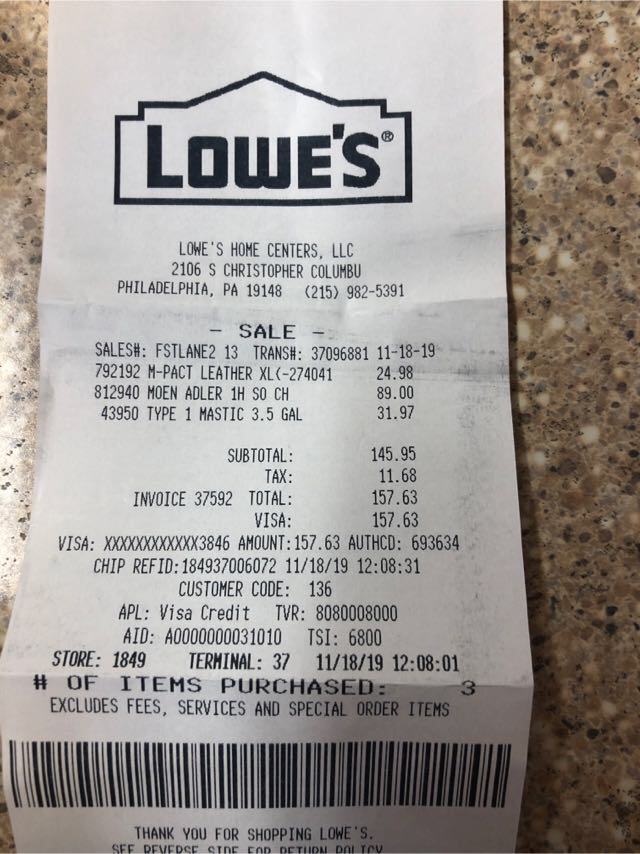 LOWE'S®
LOWE'S HOME CENTERS, LLC
2106 S CHRISTOPHER COLUMBU
PHILADELPHIA, PA 19148 (215) 982-5391
- SALE -
SALES#: FSTLANE2 13 TRANS#: 37096881 11-18-19
792192 M-PACT LEATHER XL(-274041 24.98
812940 MOEN ADLER 1H SO CH 89.00
43950 TYPE 1 MASTIC 3.5 GAL 31.97
SUBTOTAL: 145.95
TAX: 11.68
INVOICE 37592 TOTAL: 157.63
VISA: 157.63
VISA: XXXXXXXXXXXX3846 AMOUNT:157.63 AUTHCD: 693634
CHIP REFID:184937006072 11/18/19 12:08:31
CUSTOMER CODE: 136
APL: Visa Credit TVR: 8080008000
AID: A0000000031010 TSI: 6800
STORE: 1849 TERMINAL: 37 11/18/19 12:08:01
# OF ITEMS PURCHASED: 3
EXCLUDES FEES, SERVICES AND SPECIAL ORDER ITEMS
THANK YOU FOR SHOPPING LOWE'S.
SEE REVERSE SIDE FOR RETURN POLICY